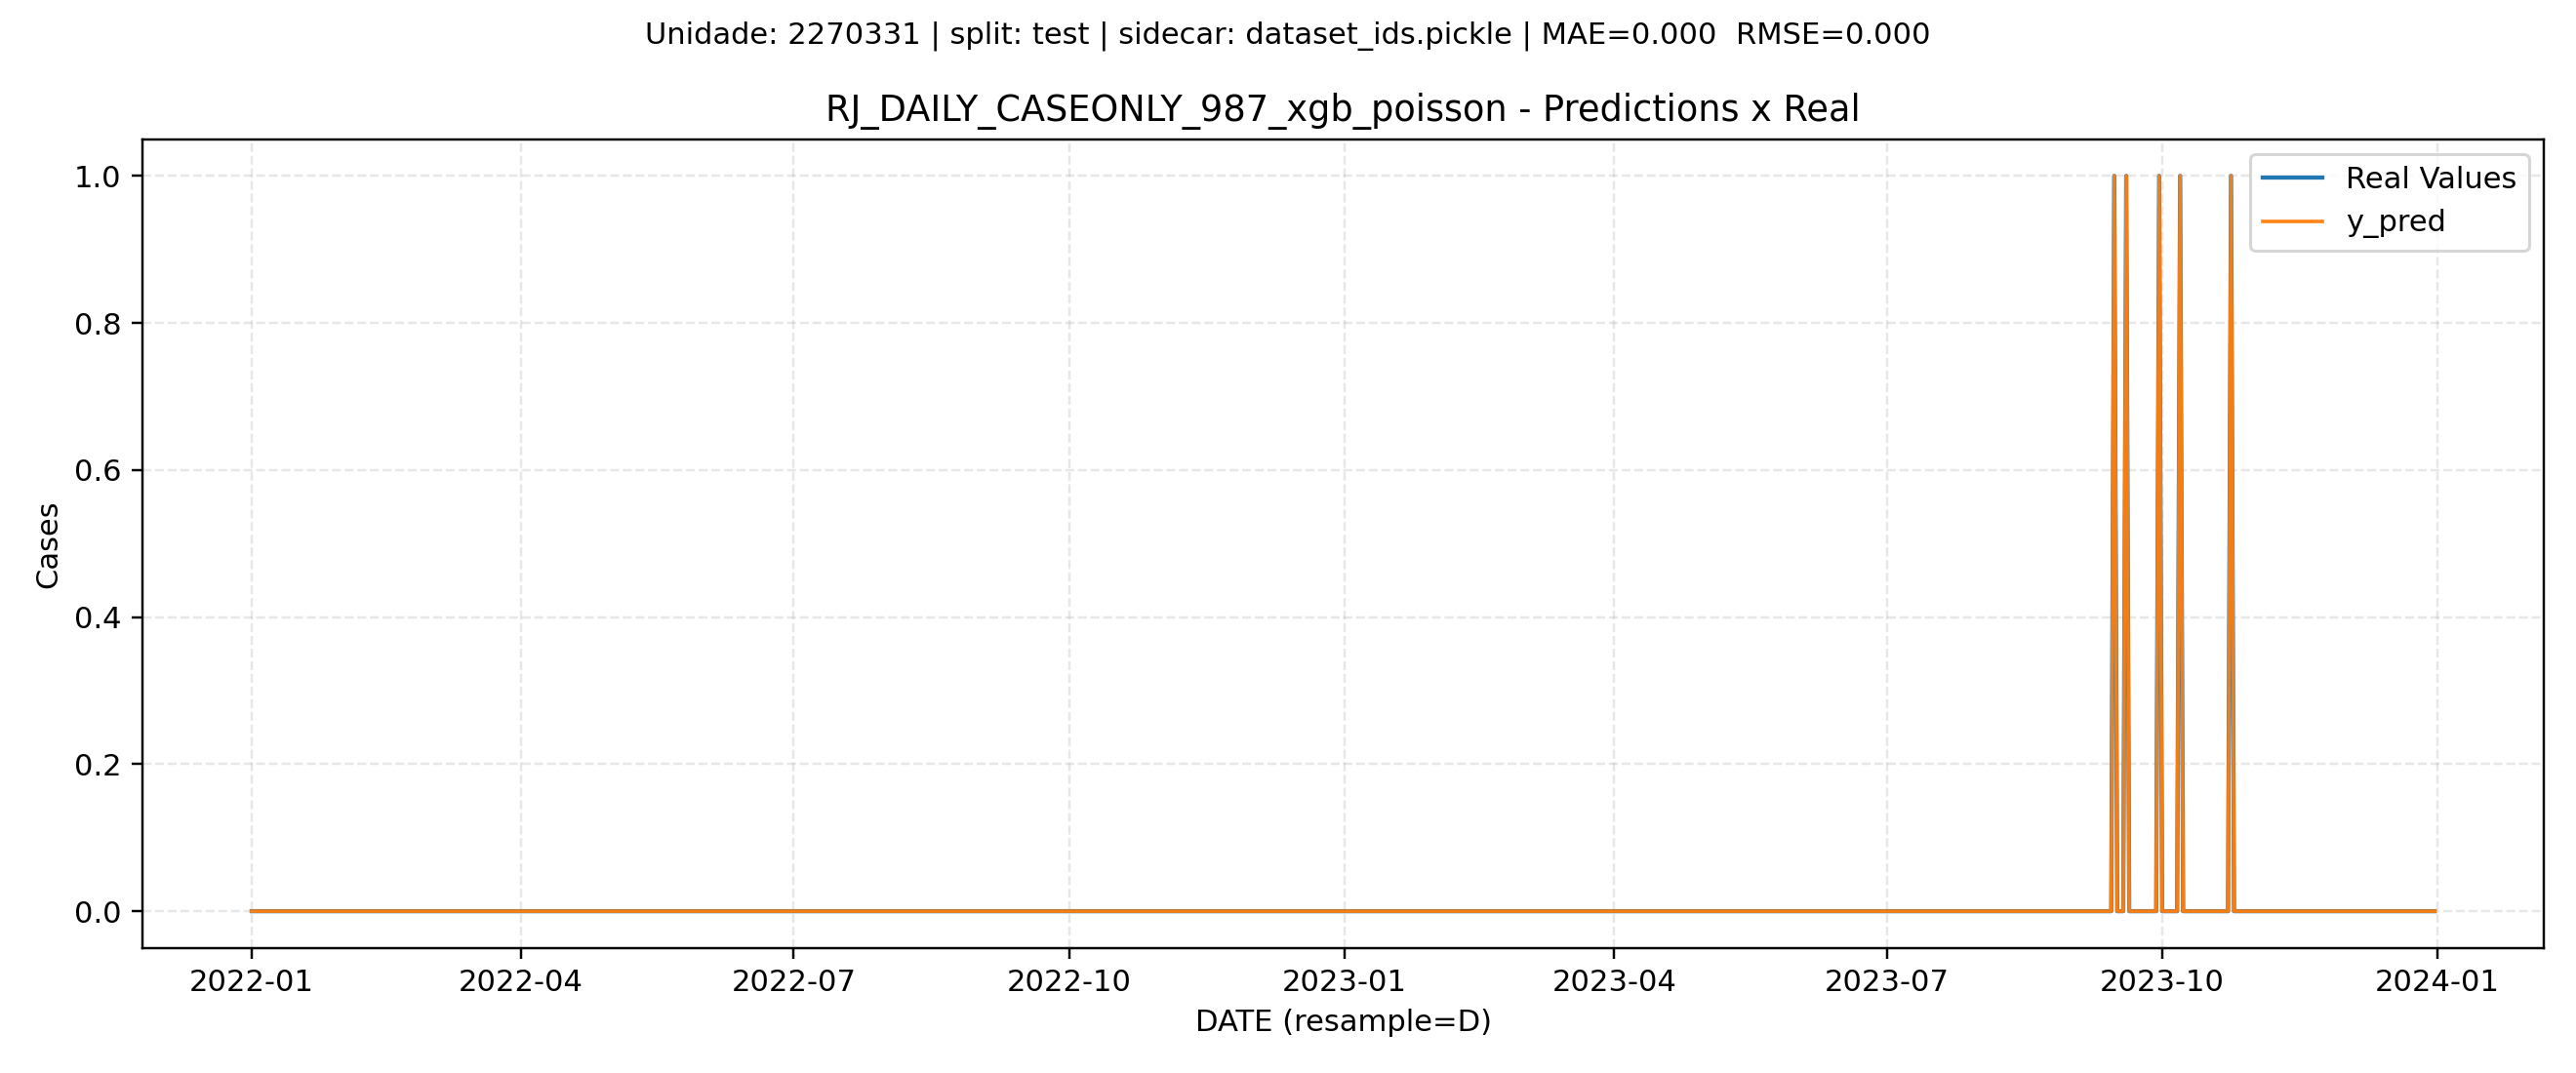 Unidade: 2270331 | split: test | sidecar: dataset_ids.pickle | MAE=0.000  RMSE=0.000
RJ_DAILY_CASEONLY_987_xgb_poisson - Predictions x Real
Real Values
y_pred
Cases
1.0
0.8
0.6
0.4
0.2
0.0
2022-01 2022-04 2022-07 2022-10 2023-01 2023-04 2023-07 2023-10 2024-01
DATE (resample=D)